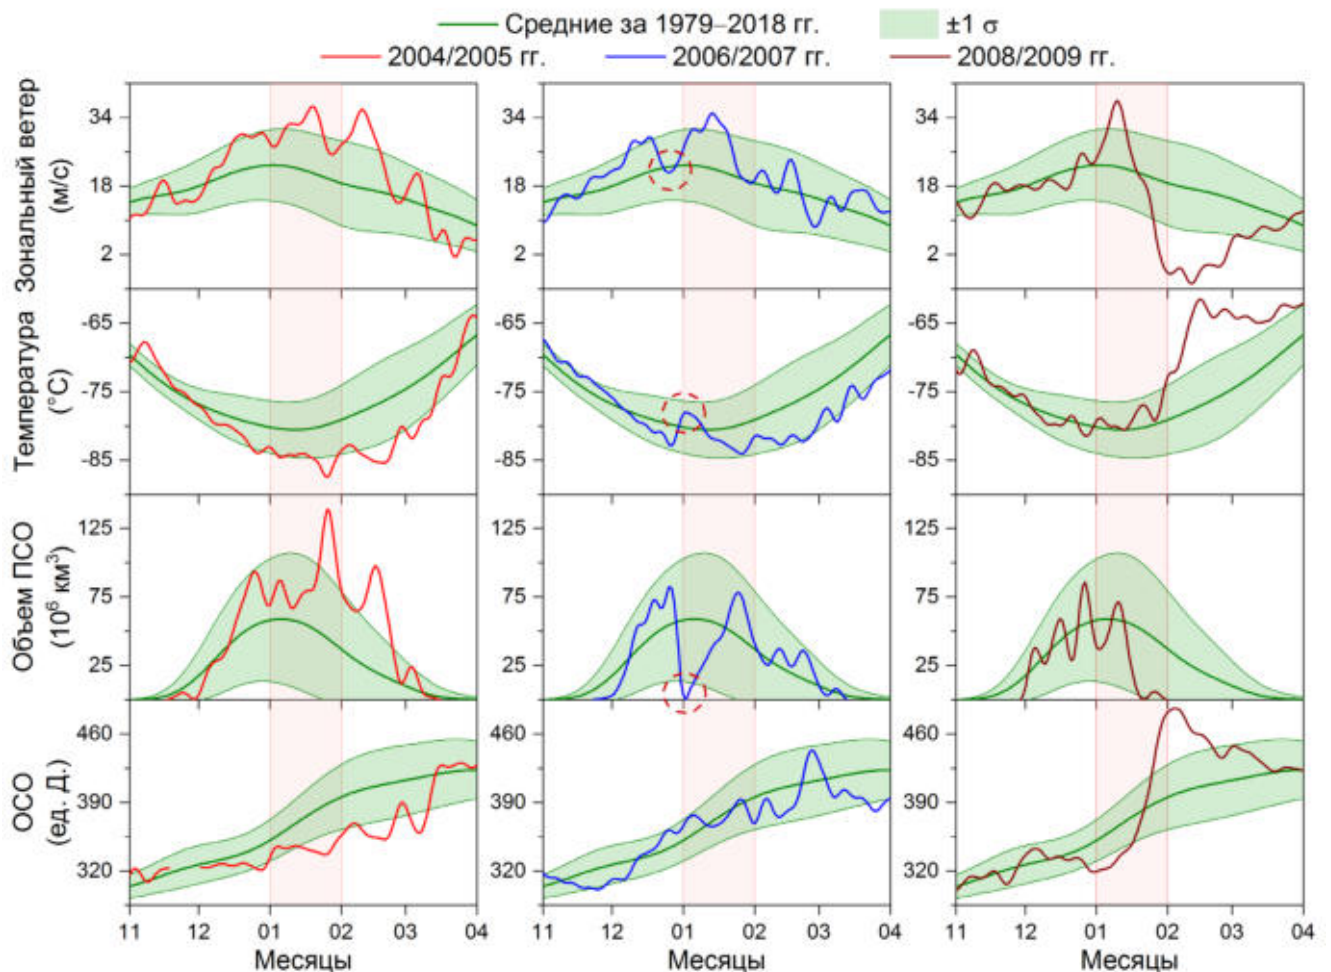 Средние за 1979–2018 гг. ±1 σ
2004/2005 гг. 2006/2007 гг. 2008/2009 гг.
Зональный ветер
(м/с)
34 34 34
18 18 18
2 2 2
Температура
(°C)
-65 -65 -65
-75 -75 -75
-85 -85 -85
Объем ПСО
(10⁶ км³)
125 125 125
75 75 75
25 25 25
ОСО
(ед. Д.)
460 460 460
390 390 390
320 320 320
11 12 01 02 03 04 11 12 01 02 03 04 11 12 01 02 03 04
Месяцы Месяцы Месяцы